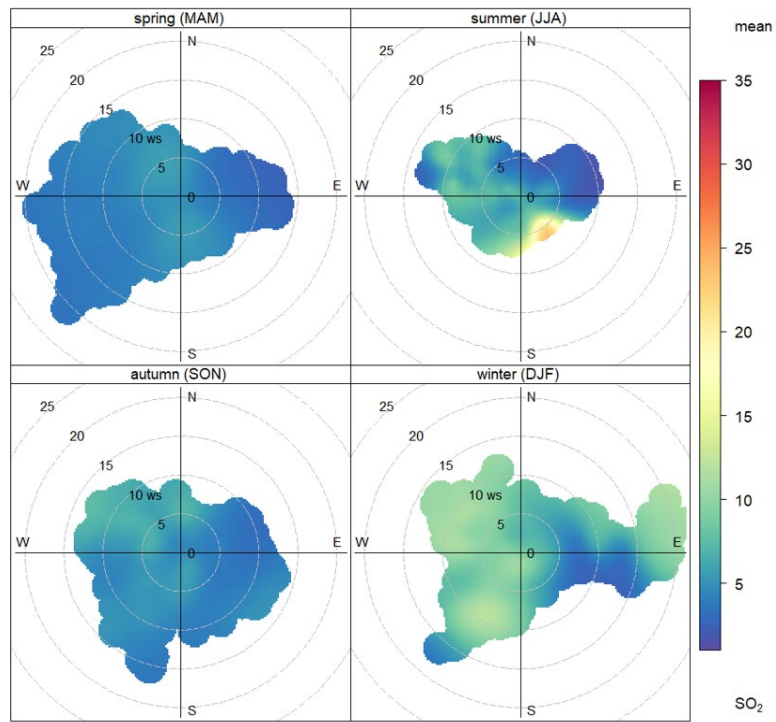 spring (MAM)
summer (JJA)
mean
25
20
15
10 ws
5
0
N
W
E
S
25
20
15
10 ws
5
0
N
W
E
S
35
30
25
20
15
10
5
autumn (SON)
winter (DJF)
25
20
15
10 ws
5
0
N
W
E
S
25
20
15
10 ws
5
0
N
W
E
S
SO₂